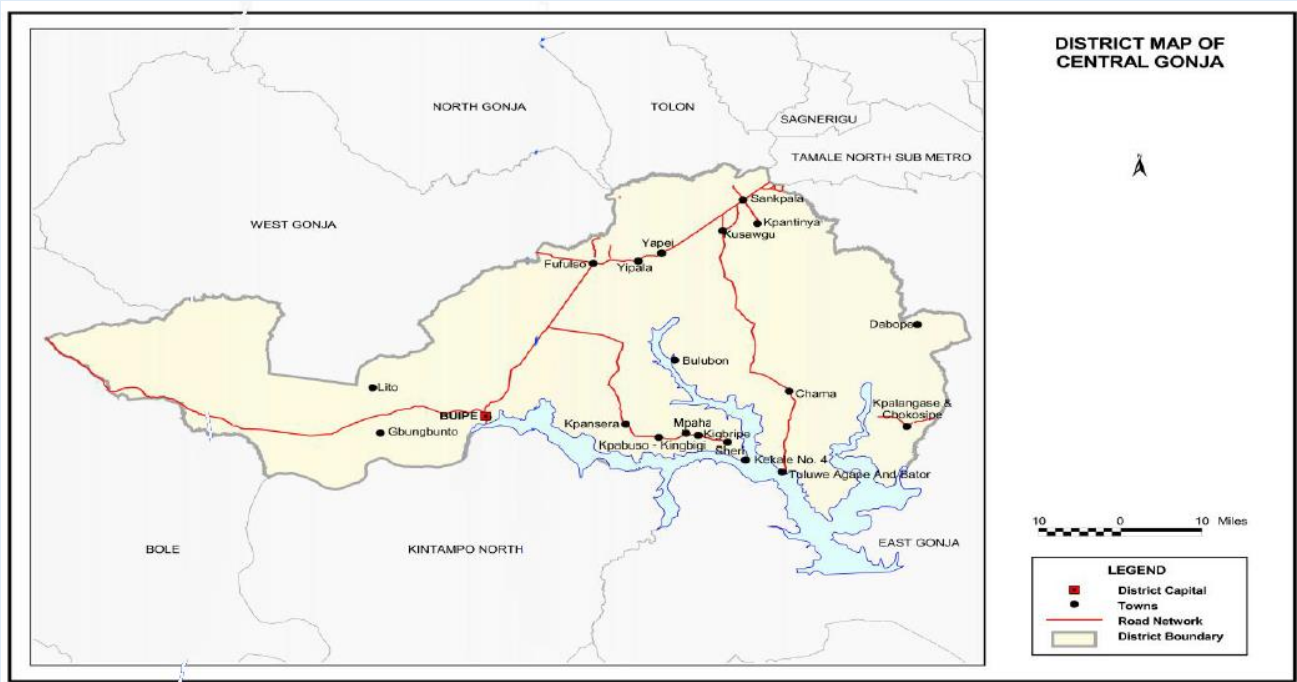 DISTRICT MAP OF
CENTRAL GONJA
NORTH GONJA
TOLON
SAGNERIGU
TAMALE NORTH SUB METRO
WEST GONJA
Sankpala
Kpantinya
Kusawgu
Yapei
Fufulso
Yipala
Dabope
Bulubon
Lito
Chama
BUIPE
Kpalangase &
Chokosipe
Gbungbunto
Kpansera
Mpaha
Kigbripe
Kpabuso - Kingbigi
Sheri
Kekale No. 4
Tuluwe Agape And Bator
BOLE
KINTAMPO NORTH
EAST GONJA
10 0 10 Miles
LEGEND
District Capital
Towns
Road Network
District Boundary